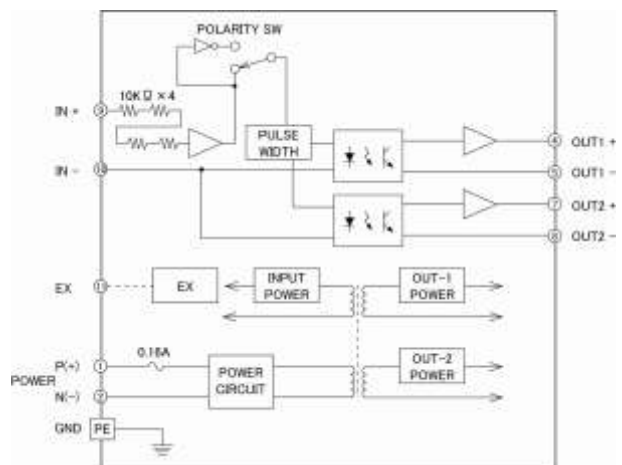 POLARITY SW
10KΩ×4
IN +
9
PULSE
WIDTH
4
OUT1 +
IN -
10
5
OUT1 -
7
OUT2 +
8
OUT2 -
EX
11
EX
INPUT
POWER
OUT-1
POWER
P(+)
1
0.16A
POWER
CIRCUIT
OUT-2
POWER
POWER
N(-)
2
GND
PE